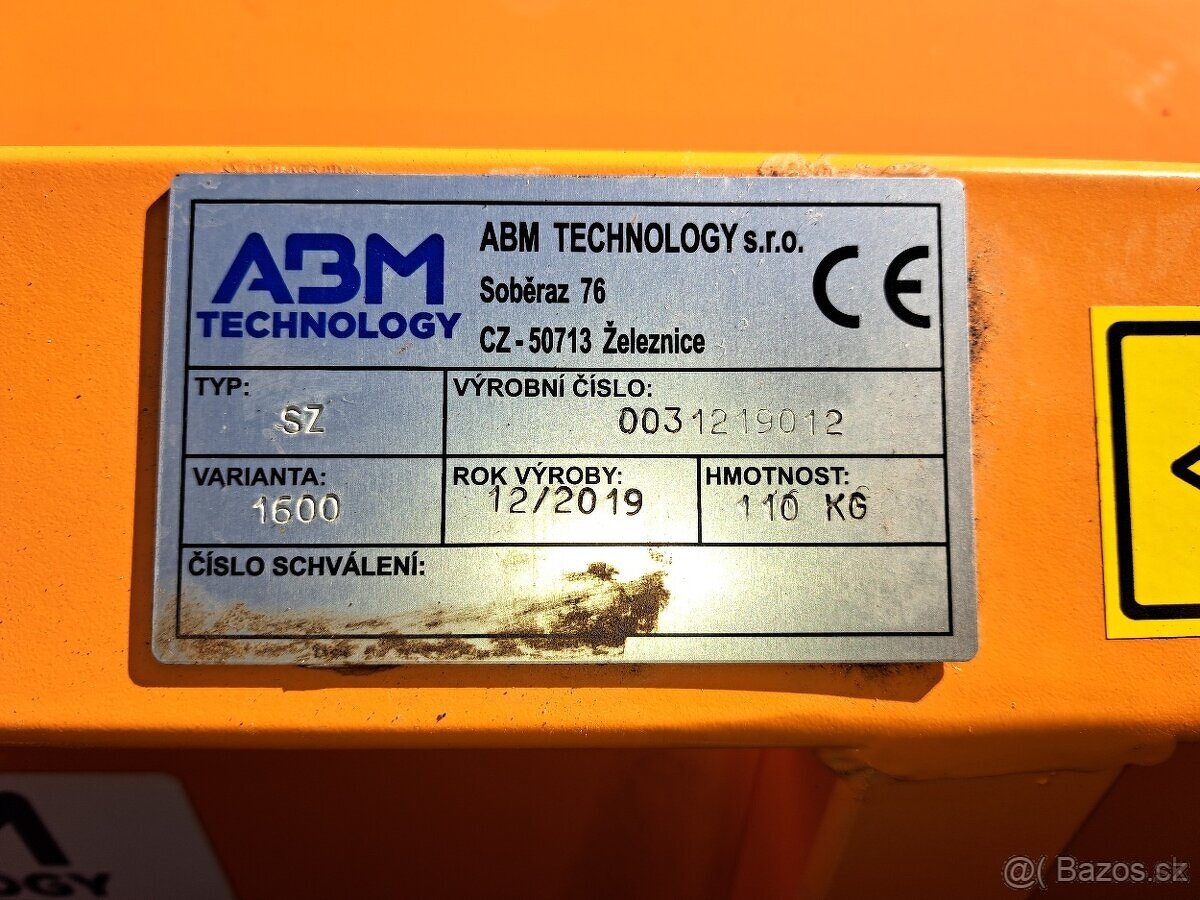 ABM
TECHNOLOGY
ABM TECHNOLOGY s.r.o.
Soběraz 76
CZ - 50713 Železnice
CE
TYP:
SZ
VÝROBNÍ ČÍSLO:
0031219012
VARIANTA:
1600
ROK VÝROBY:
12/2019
HMOTNOST:
110 KG
ČÍSLO SCHVÁLENÍ:
M
OGY
@( Bazos.sk